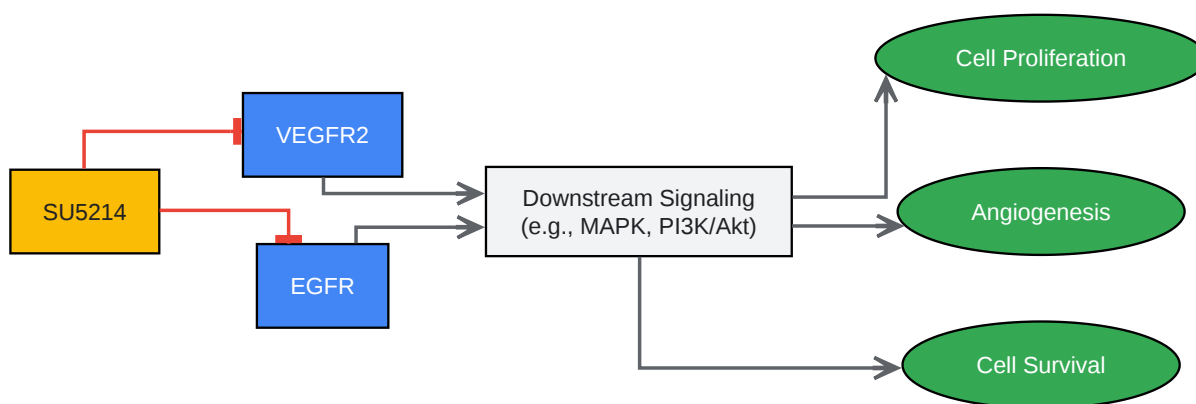 Cell Proliferation
VEGFR2
SU5214
Downstream Signaling
(e.g., MAPK, PI3K/Akt)
Angiogenesis
EGFR
Cell Survival